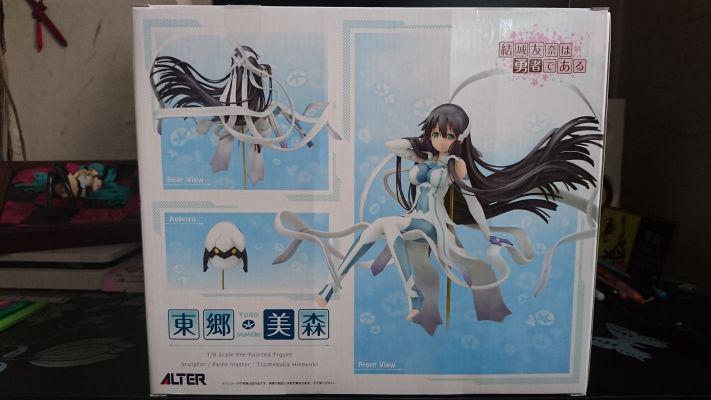 結城友奈は
勇者である
Rear View
Aobozu
東郷美森
TOGO
MIMORI
1/8 Scale Pre-Painted Figure
Sculptor / Paint master : Tsumezuka Hiroyuki
ALTER
Front View